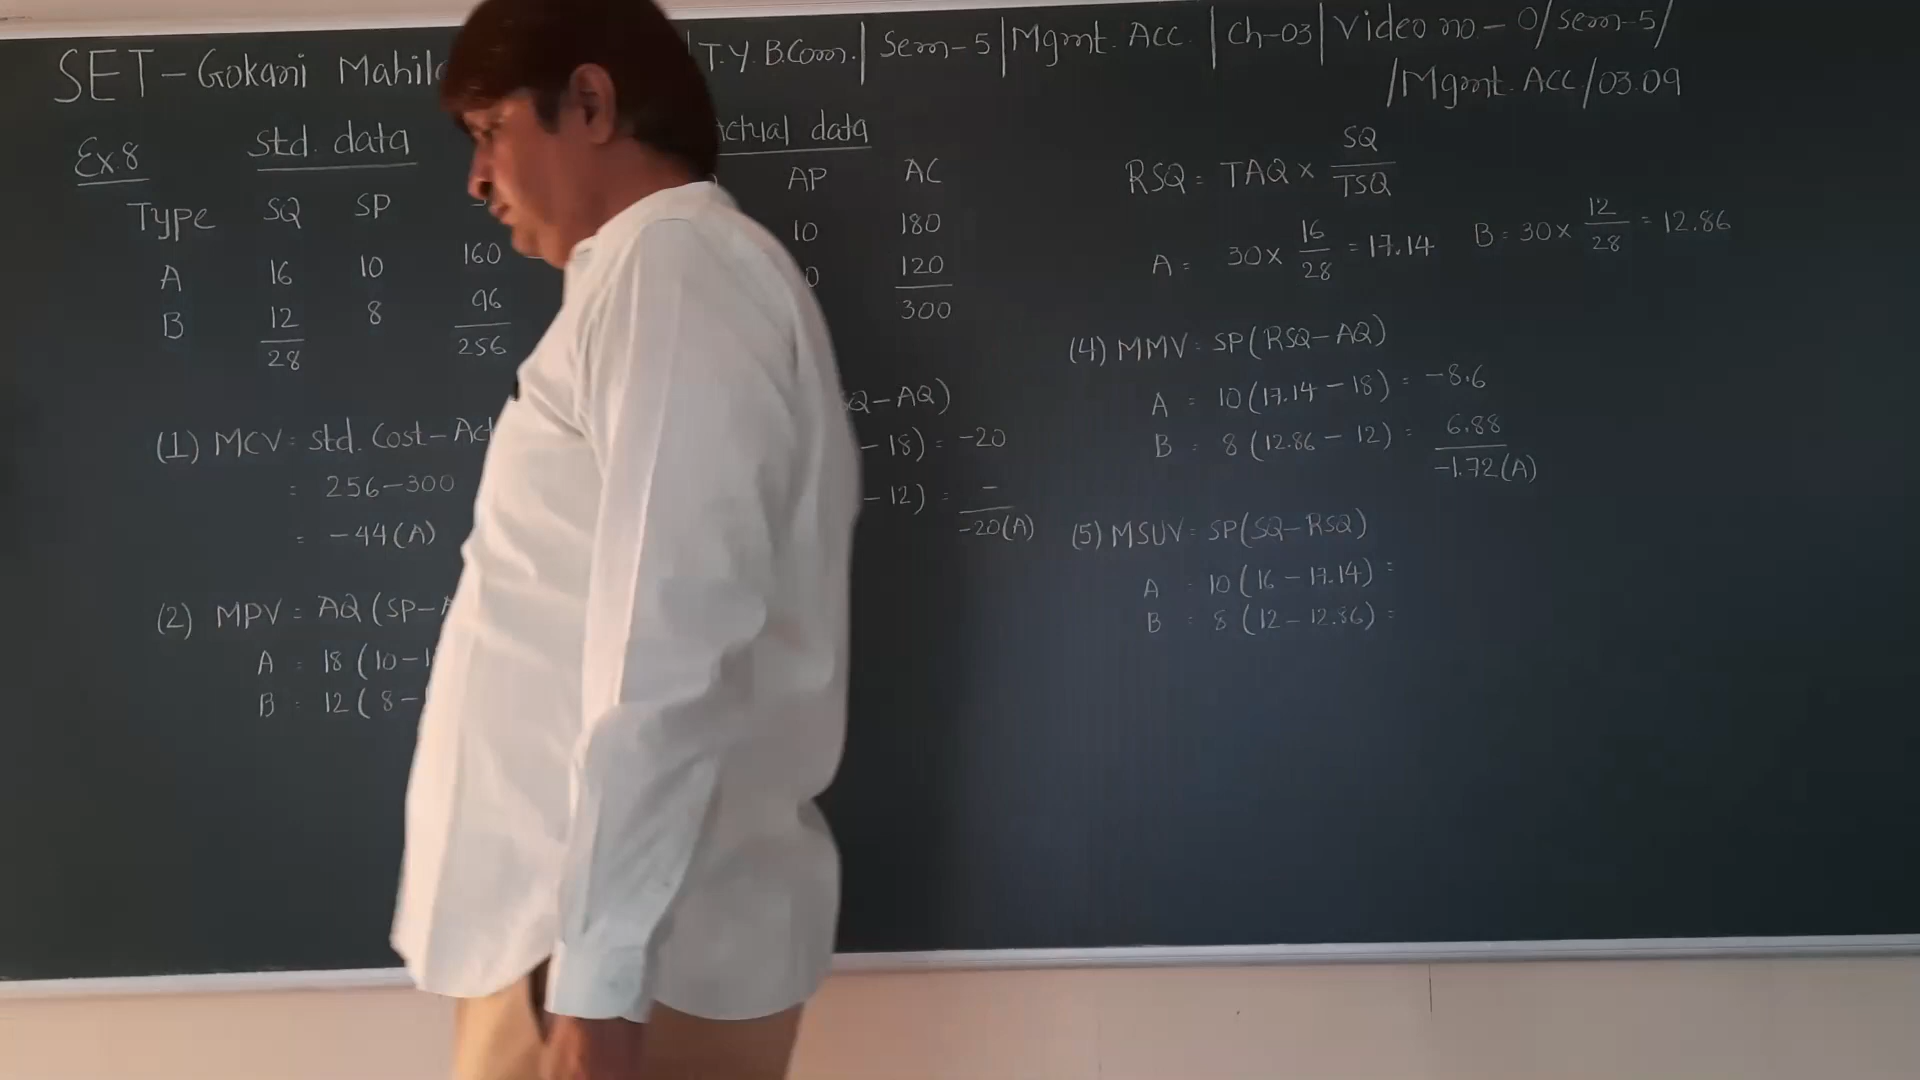 SET-Gokani Mahil
T.Y.B.Com. | Sem-5 | Mgmt. Acc. | Ch-03 | Video no - O/sem-5/
/Mgmt. ACC/03.09
Ex.8
Std. data
ctual data
Type SQ SP
A 16 10 160
B 12 8 96
28 256
AP AC
10 180
0 120
300
(1) MCV = std. Cost-Act
= 256-300
= -44(A)
(2) MPV = AQ (SP-
A = 18 (10-1
B = 12 ( 8-
Q-AQ)
-18) = -20
-12) = -
-20(A)
RSQ = TAQ × SQ/TSQ
A = 30 × 16/28 = 17.14 B = 30 × 12/28 = 12.86
(4) MMV = SP(RSQ-AQ)
A = 10(17.14-18) = -8.6
B = 8 (12.86-12) = 6.88
-1.72(A)
(5) MSUV = SP(SQ-RSQ)
A = 10(16-17.14) =
B = 8 (12-12.86) =